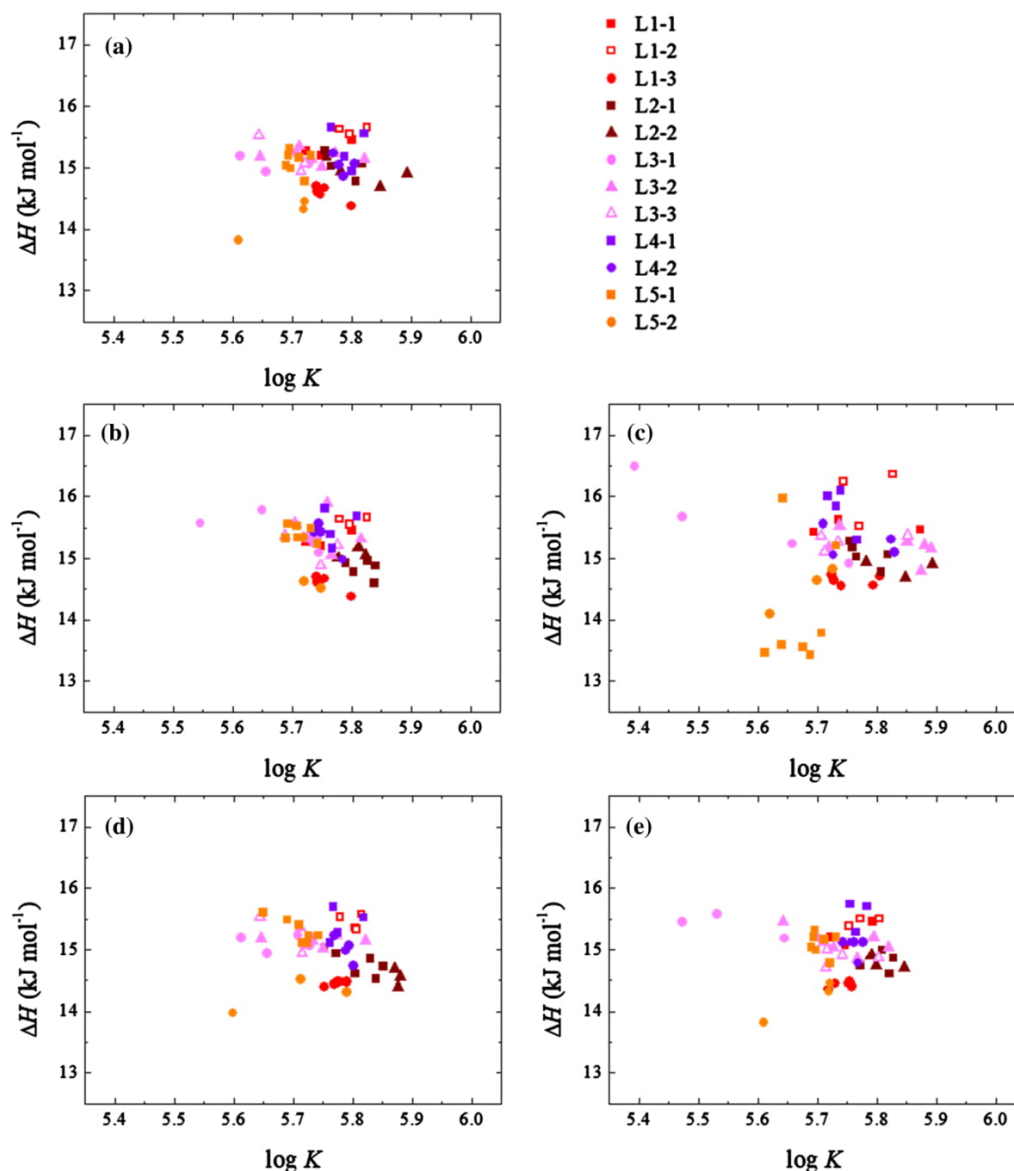 (a)
17
16
15
14
13
ΔH (kJ mol⁻¹)
5.4 5.5 5.6 5.7 5.8 5.9 6.0
log K
L1-1
L1-2
L1-3
L2-1
L2-2
L3-1
L3-2
L3-3
L4-1
L4-2
L5-1
L5-2
(b)
17
16
15
14
13
ΔH (kJ mol⁻¹)
5.4 5.5 5.6 5.7 5.8 5.9 6.0
log K
(c)
17
16
15
14
13
ΔH (kJ mol⁻¹)
5.4 5.5 5.6 5.7 5.8 5.9 6.0
log K
(d)
17
16
15
14
13
ΔH (kJ mol⁻¹)
5.4 5.5 5.6 5.7 5.8 5.9 6.0
log K
(e)
17
16
15
14
13
ΔH (kJ mol⁻¹)
5.4 5.5 5.6 5.7 5.8 5.9 6.0
log K